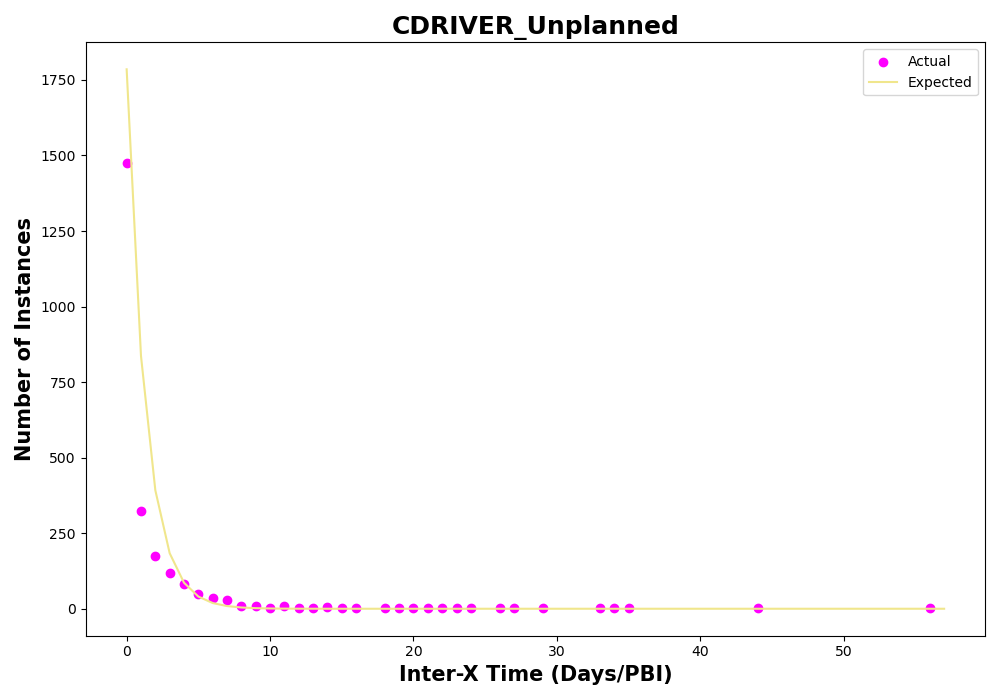 CDRIVER_Unplanned
Actual
Expected
Number of Instances
1750
1500
1250
1000
750
500
250
0
0
10
20
30
40
50
Inter-X Time (Days/PBI)